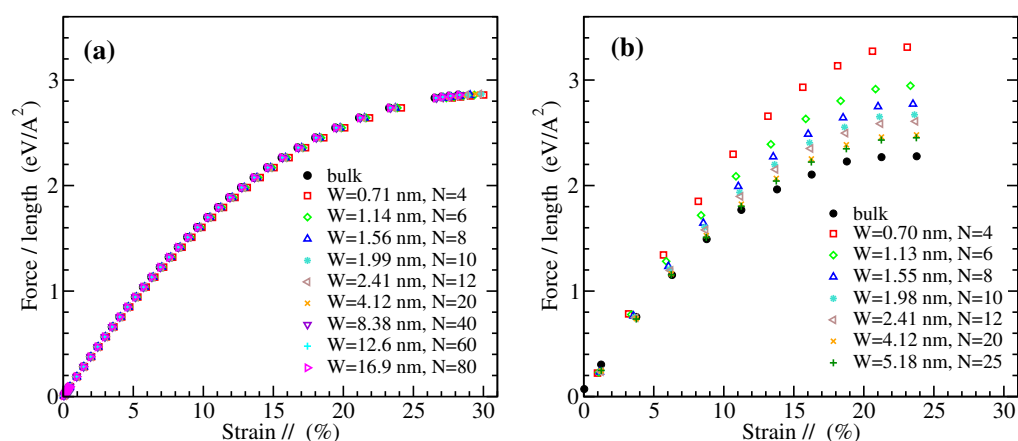 (a)
Force / length (eV/A²)
3
2
1
0
bulk
W=0.71 nm, N=4
W=1.14 nm, N=6
W=1.56 nm, N=8
W=1.99 nm, N=10
W=2.41 nm, N=12
W=4.12 nm, N=20
W=8.38 nm, N=40
W=12.6 nm, N=60
W=16.9 nm, N=80
0 5 10 15 20 25 30
Strain // (%)
(b)
Force / length (eV/A²)
3
2
1
0
bulk
W=0.70 nm, N=4
W=1.13 nm, N=6
W=1.55 nm, N=8
W=1.98 nm, N=10
W=2.41 nm, N=12
W=4.12 nm, N=20
W=5.18 nm, N=25
0 5 10 15 20 25 30
Strain // (%)